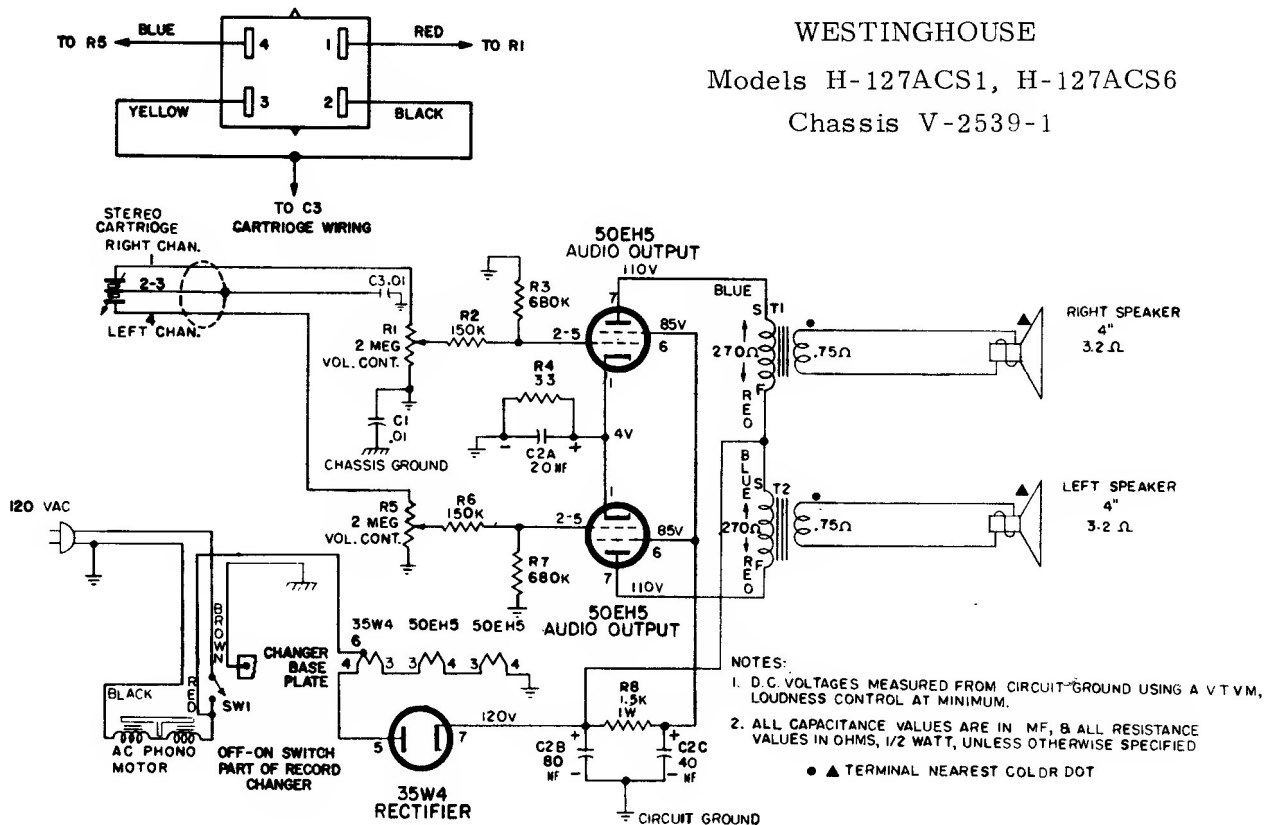 WESTINGHOUSE
Models H-127ACS1, H-127ACS6
Chassis V-2539-1
TO R5
BLUE
4
1
RED
TO R1
YELLOW
3
2
BLACK
TO C3
CARTRIOGE WIRING
STEREO
CARTRIDGE
RIGHT CHAN.
1
2-3
4
LEFT CHAN.
C3.01
R1
2 MEG
VOL. CONT.
R2
150K
R3
680K
50EH5
AUDIO OUTPUT
110V
7
2-5
85V
6
1
BLUE
S T1
270Ω
.75Ω
F
REO
RIGHT SPEAKER
4"
3.2 Ω
R4
33
4V
C2A
20 MF
- +
C1
.01
CHASSIS GROUND
R5
2 MEG
VOL. CONT.
R6
150K
R7
680K
1
2-5
85V
6
7
110V
50EH5
AUDIO OUTPUT
BLUE
S T2
270Ω
.75Ω
F
REO
LEFT SPEAKER
4"
3.2 Ω
120 VAC
BROWN
RED
BLACK
SW1
AC PHONO
MOTOR
CHANGER
BASE
PLATE
OFF-ON SWITCH
PART OF RECORD
CHANGER
35W4 50EH5 50EH5
6
4 3 3 4 3 4
5
7
120V
35W4
RECTIFIER
R8
1.5K
1W
C2B
80
MF
+
-
C2C
40
MF
+
-
CIRCUIT GROUND
NOTES:
1. D.C. VOLTAGES MEASURED FROM CIRCUIT GROUND USING A VTVM,
LOUDNESS CONTROL AT MINIMUM.
2. ALL CAPACITANCE VALUES ARE IN MF, & ALL RESISTANCE
VALUES IN OHMS, 1/2 WATT, UNLESS OTHERWISE SPECIFIED
● ▲ TERMINAL NEAREST COLOR DOT